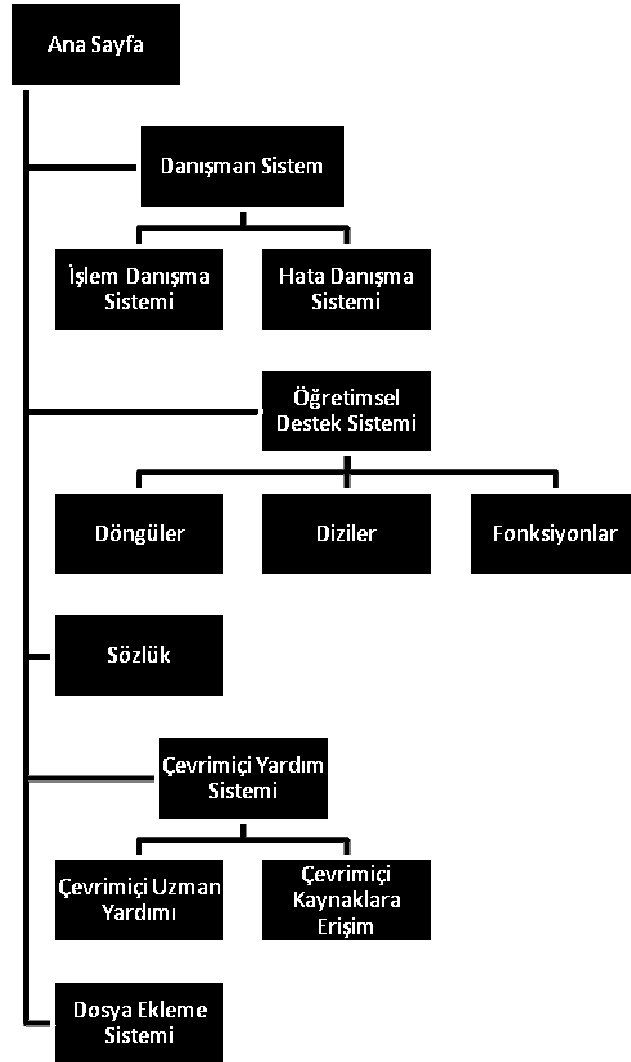 Ana Sayfa
Danışman Sistem
İşlem Danışma
Sistemi
Hata Danışma
Sistemi
Öğretimsel
Destek Sistemi
Döngüler
Diziler
Fonksiyonlar
Sözlük
Çevrimiçi Yardım
Sistemi
Çevrimiçi Uzman
Yardımı
Çevrimiçi
Kaynaklara
Erişim
Dosya Ekleme
Sistemi